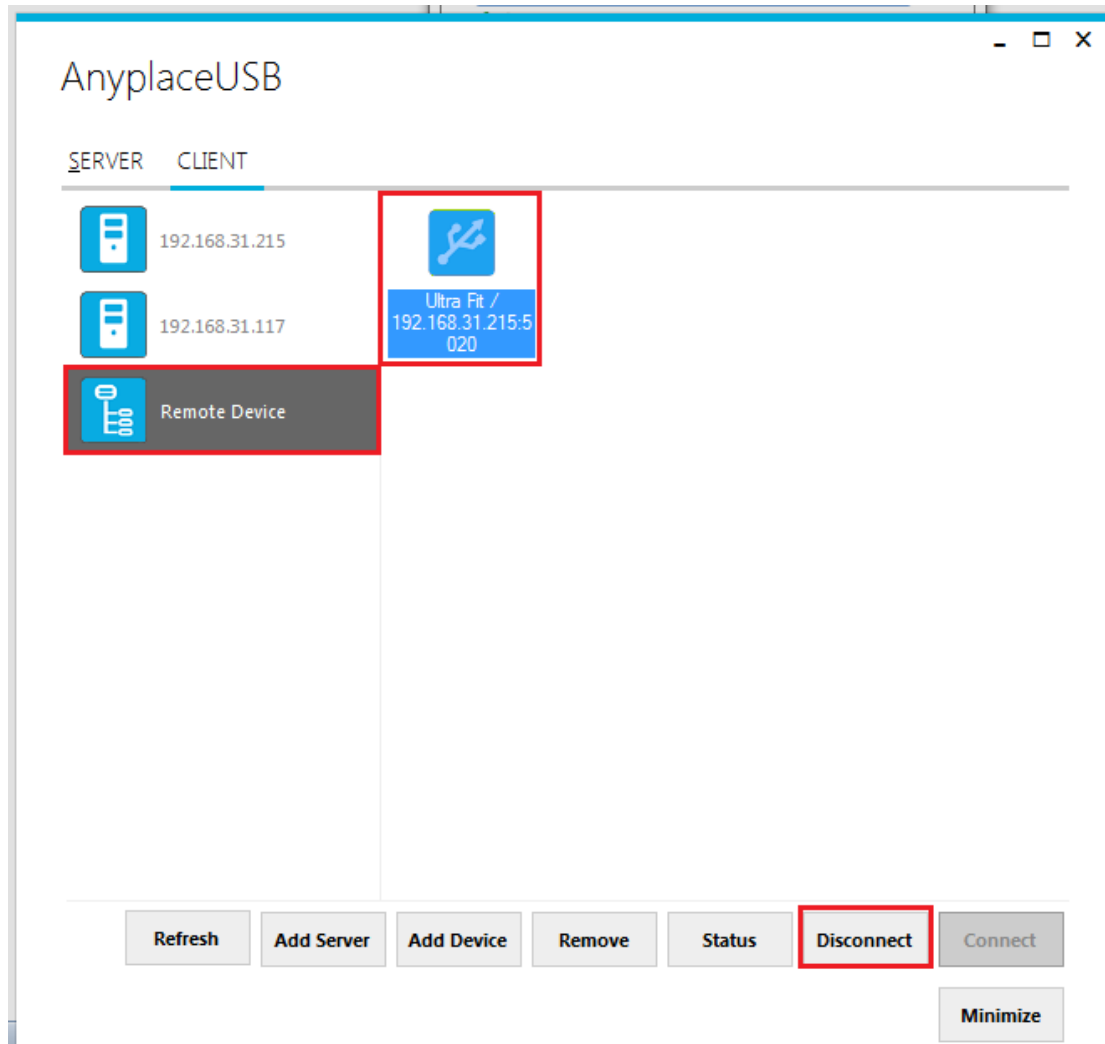 AnyplaceUSB
SERVER CLIENT
192.168.31.215
192.168.31.117
Remote Device
Ultra Fit /
192.168.31.215:5
020
Refresh Add Server Add Device Remove Status Disconnect Connect
Minimize